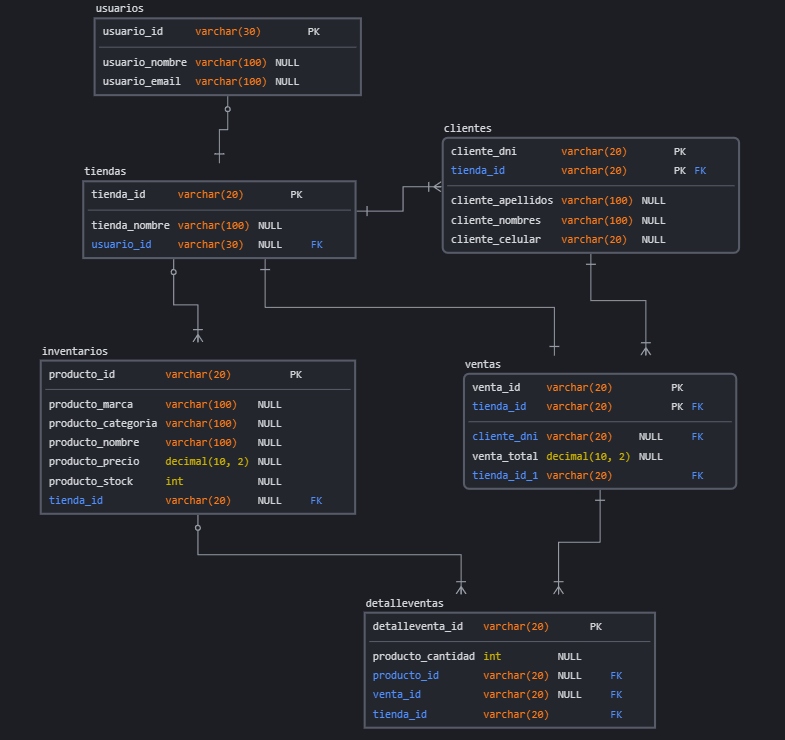 usuarios
usuario_id varchar(30) PK
usuario_nombre varchar(100) NULL
usuario_email varchar(100) NULL
clientes
cliente_dni varchar(20) PK
tienda_id varchar(20) PK FK
cliente_apellidos varchar(100) NULL
cliente_nombres varchar(100) NULL
cliente_celular varchar(20) NULL
tiendas
tienda_id varchar(20) PK
tienda_nombre varchar(100) NULL
usuario_id varchar(30) NULL FK
inventarios
producto_id varchar(20) PK
producto_marca varchar(100) NULL
producto_categoria varchar(100) NULL
producto_nombre varchar(100) NULL
producto_precio decimal(10, 2) NULL
producto_stock int NULL
tienda_id varchar(20) NULL FK
ventas
venta_id varchar(20) PK
tienda_id varchar(20) PK FK
cliente_dni varchar(20) NULL FK
venta_total decimal(10, 2) NULL
tienda_id_1 varchar(20) FK
detalleventas
detalleventa_id varchar(20) PK
producto_cantidad int NULL
producto_id varchar(20) NULL FK
venta_id varchar(20) NULL FK
tienda_id varchar(20) FK